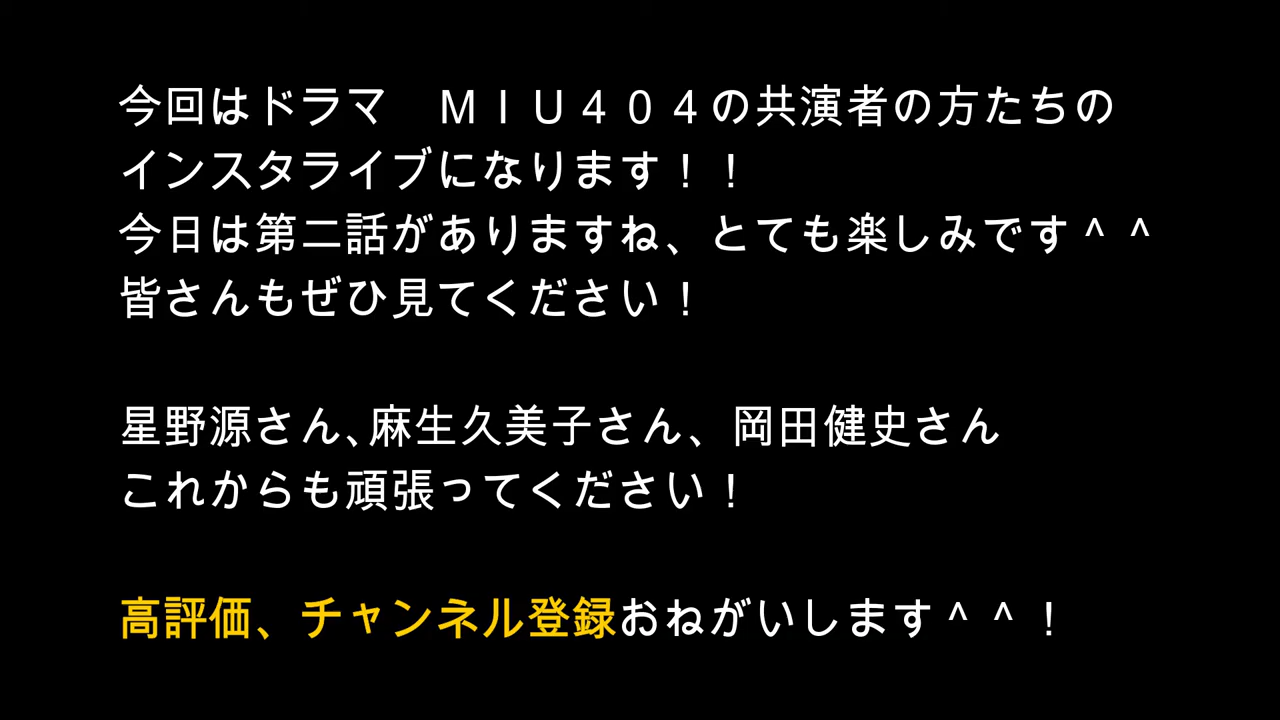 今回はドラマ　ＭＩＵ４０４の共演者の方たちの
インスタライブになります！！
今日は第二話がありますね、とても楽しみです＾＾
皆さんもぜひ見てください！
星野源さん､麻生久美子さん、岡田健史さん
これからも頑張ってください！
高評価、チャンネル登録おねがいします＾＾！